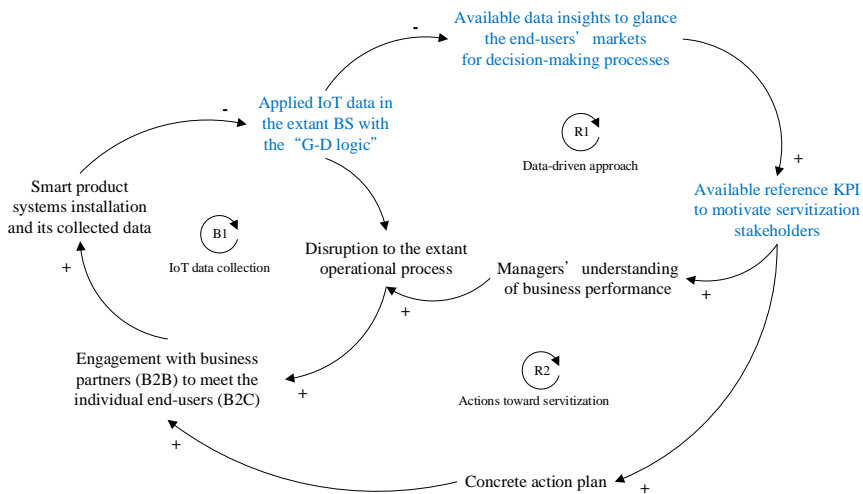 Available data insights to glance
the end-users’ markets
for decision-making processes
-
-
Applied IoT data in
the extant BS with
the “G-D logic”
R1
Data-driven approach
+
Smart product
systems installation
and its collected data
Available reference KPI
to motivate servitization
stakeholders
B1
IoT data collection
Disruption to the extant
operational process
Managers’ understanding
of business performance
+
+
+
Engagement with business
partners (B2B) to meet the
individual end-users (B2C)
+
R2
Actions toward servitization
+
Concrete action plan
+